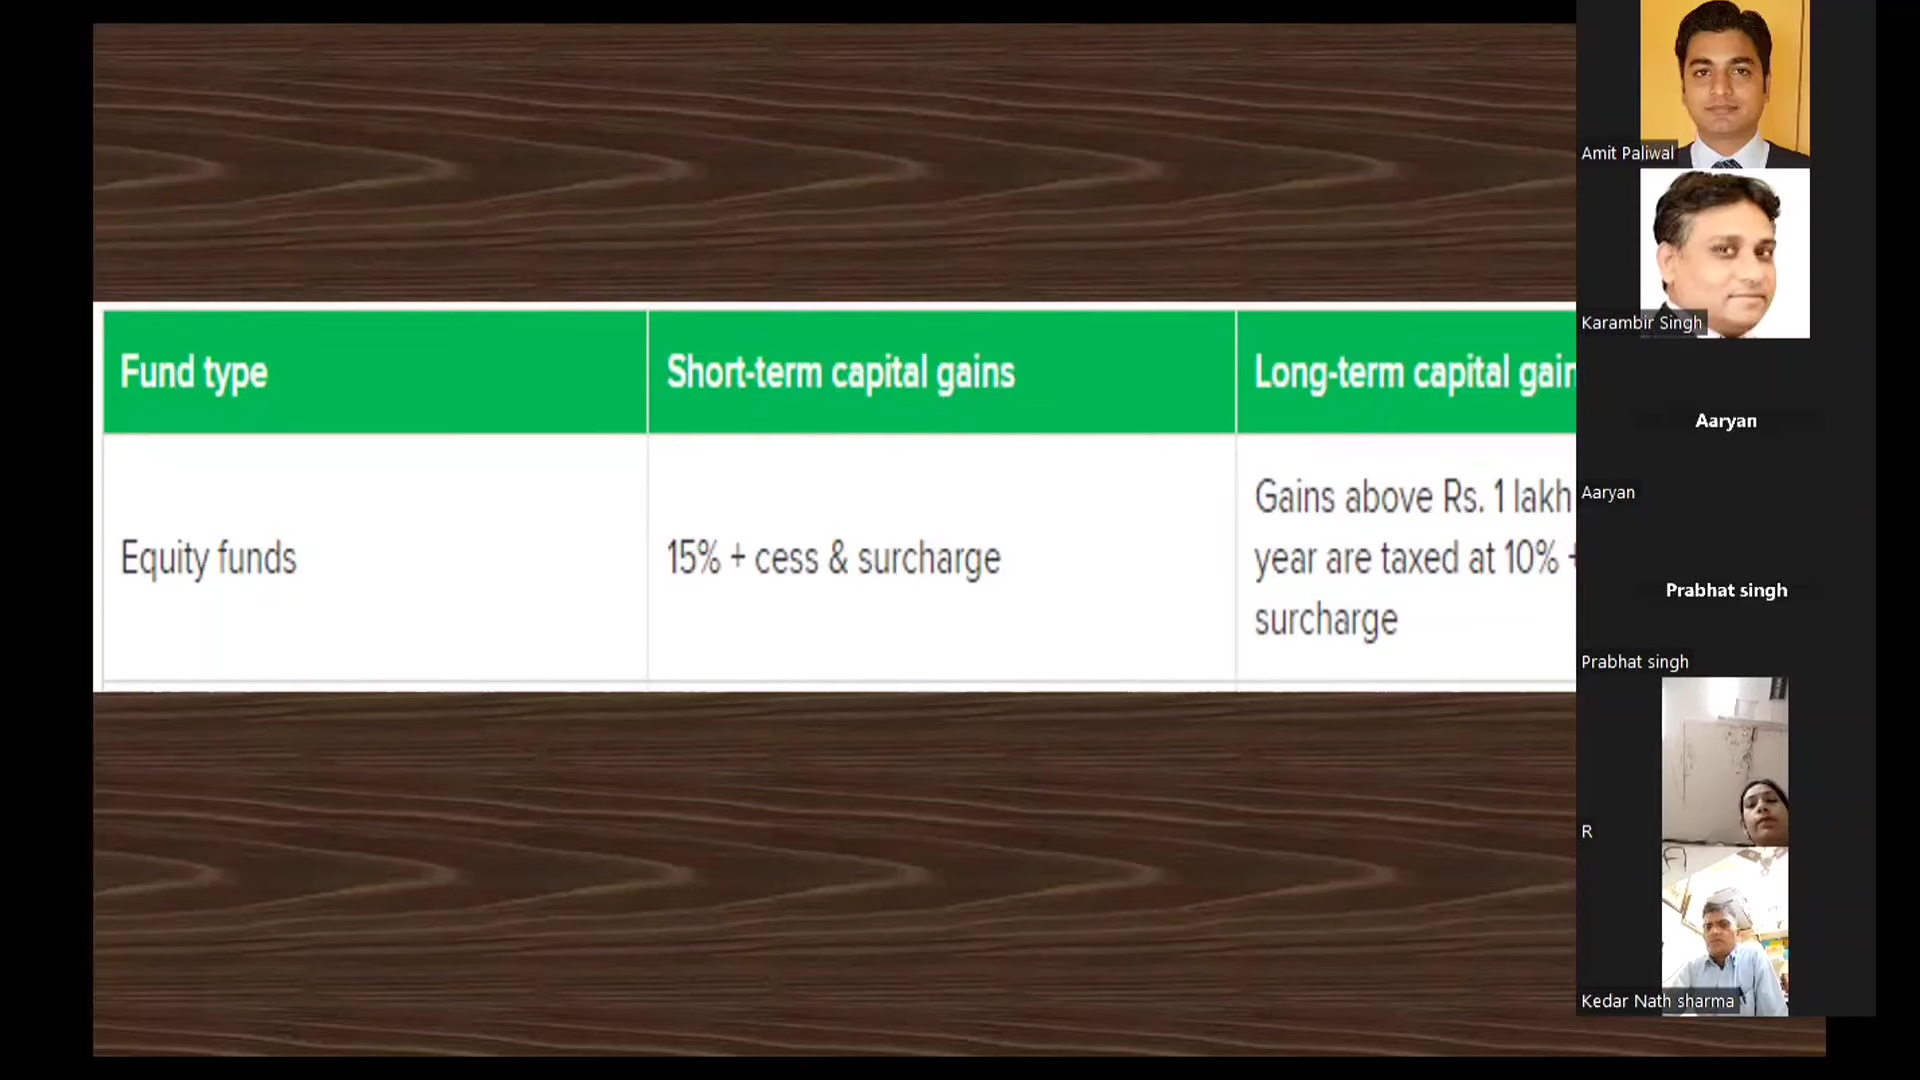 Fund type
Short-term capital gains
Long-term capital gain
Equity funds
15% + cess & surcharge
Gains above Rs. 1 lakh
year are taxed at 10% +
surcharge
Amit Paliwal
Karambir Singh
Aaryan
Aaryan
Prabhat singh
Prabhat singh
R
Kedar Nath sharma